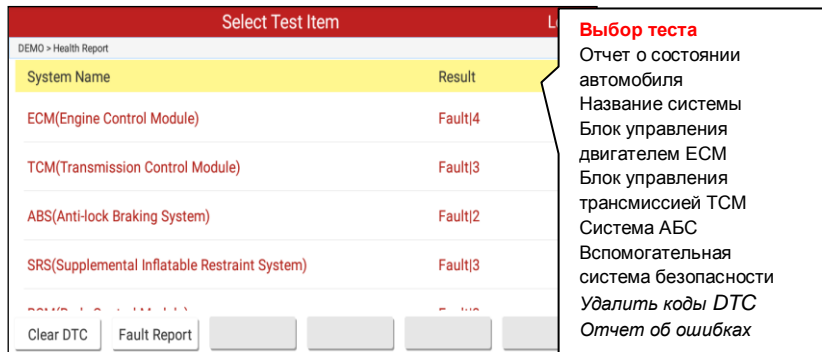 Select Test Item
DEMO > Health Report
System Name Result
ECM(Engine Control Module) Fault|4
TCM(Transmission Control Module) Fault|3
ABS(Anti-lock Braking System) Fault|2
SRS(Supplemental Inflatable Restraint System) Fault|3
Clear DTC Fault Report
Выбор теста
Отчет о состоянии
автомобиля
Название системы
Блок управления
двигателем ECM
Блок управления
трансмиссией TCM
Система АБС
Вспомогательная
система безопасности
Удалить коды DTC
Отчет об ошибках